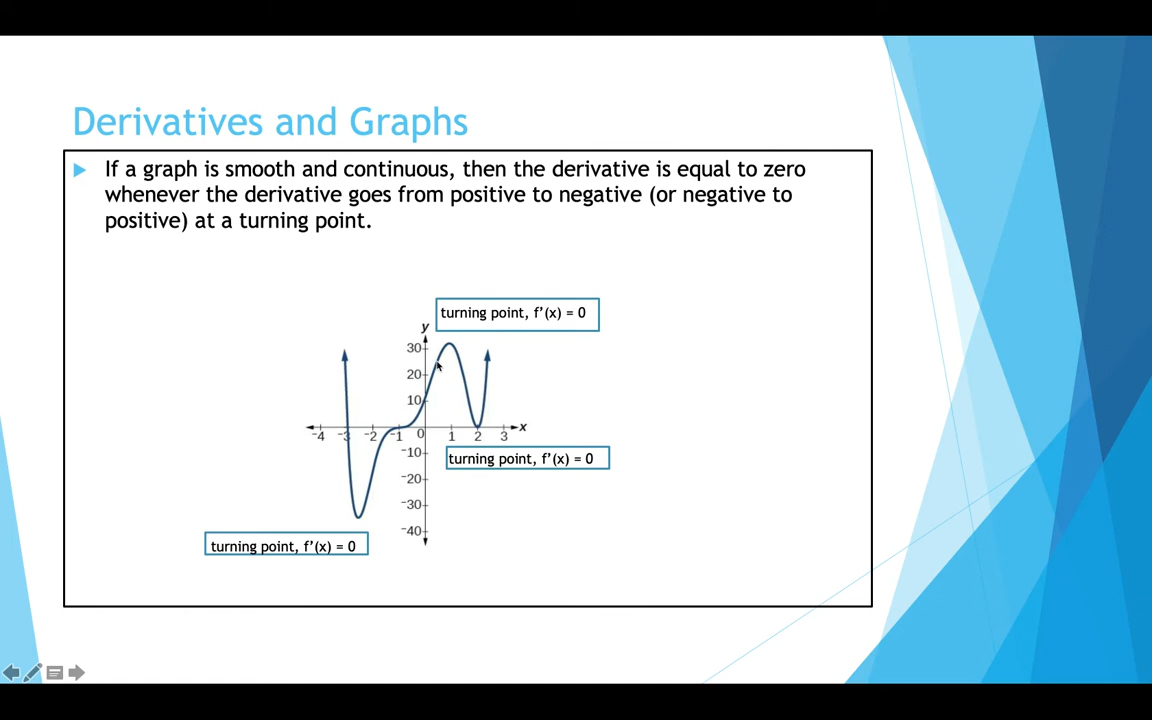 Derivatives and Graphs
If a graph is smooth and continuous, then the derivative is equal to zero
whenever the derivative goes from positive to negative (or negative to
positive) at a turning point.
turning point, f'(x) = 0
y
30
20
10
-4 -3 -2 -1 0 1 2 3 x
-10
turning point, f'(x) = 0
-20
-30
-40
turning point, f'(x) = 0